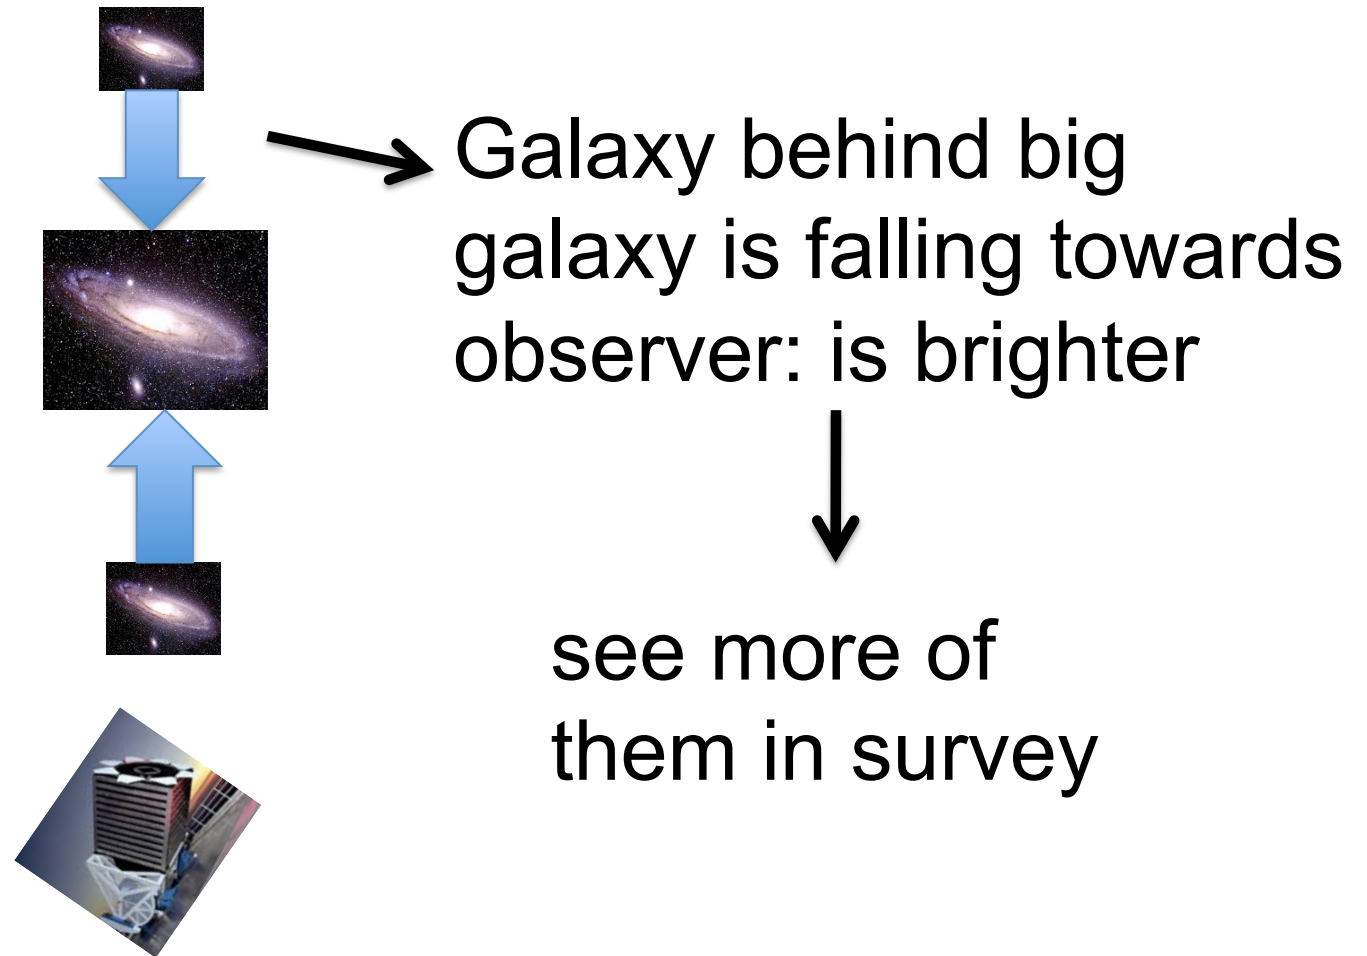 Galaxy behind big
galaxy is falling towards
observer: is brighter
see more of
them in survey